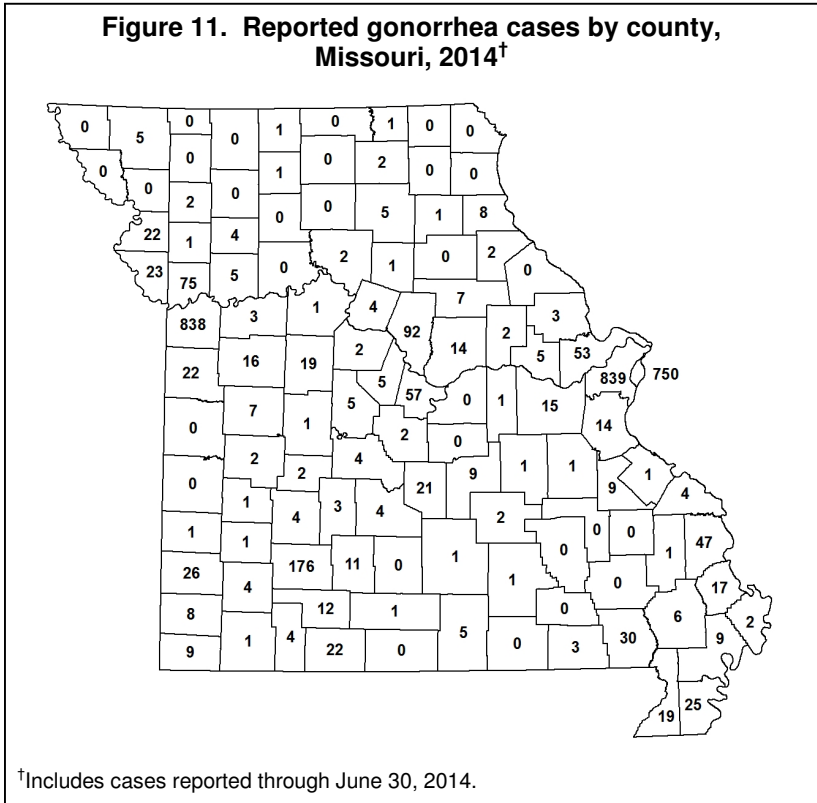 Figure 11. Reported gonorrhea cases by county,
Missouri, 2014†
0 5 0 0 1 0 1 0 0
0 0 0 0 1 0 2 0 0
2 0 0 5 1 8
22 1 4 2 1 0 2 0
23 75 5 0
838 3 1 4 92 7 3
22 16 19 2 14 2 5 53 839 750
0 7 1 5 5 57 0 1 15 14
2 0
0 2 2 4 21 9 1 1 9 1 4
1 4 3 4 2
1 1 1 0 0 0 1 47
26 4 176 11 0 1 0 17
8 12 1 0 6 2
9 1 4 22 0 5 0 3 30 9
19 25
†Includes cases reported through June 30, 2014.